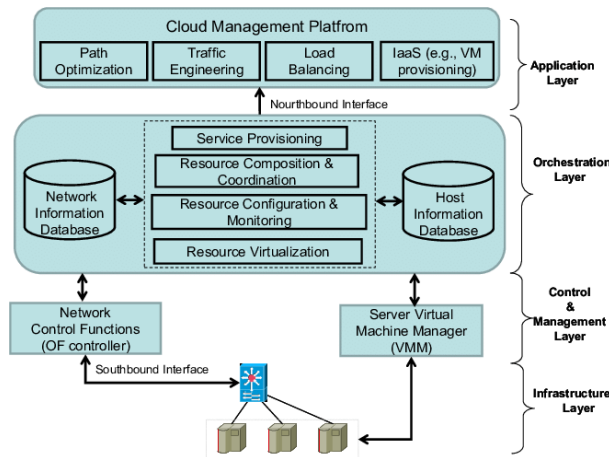 Cloud Management Platfrom
Path
Optimization
Traffic
Engineering
Load
Balancing
IaaS (e.g., VM
provisioning)
Application
Layer
Nourthbound Interface
Service Provisioning
Resource Composition &
Coordination
Resource Configuration &
Monitoring
Resource Virtualization
Network
Information
Database
Host
Information
Database
Orchestration
Layer
Network
Control Functions
(OF controller)
Server Virtual
Machine Manager
(VMM)
Control
&
Management
Layer
Southbound Interface
Infrastructure
Layer